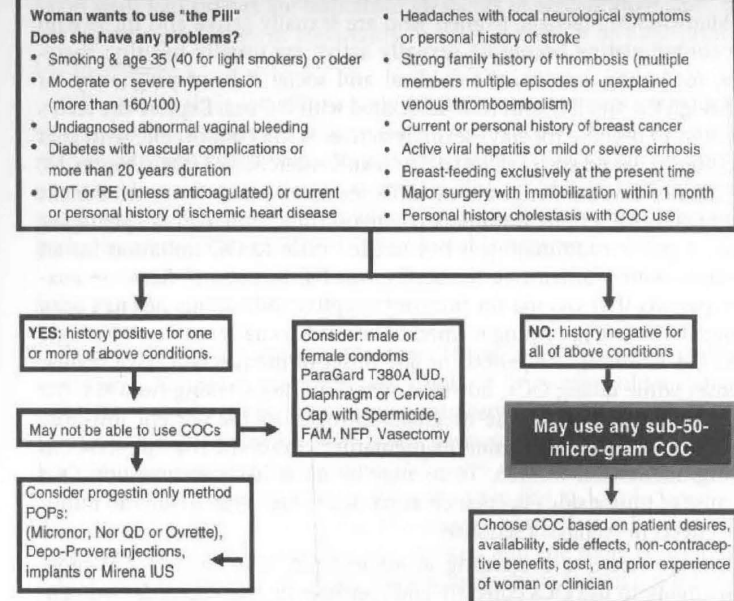 Woman wants to use "the Pill"
Does she have any problems?
• Smoking & age 35 (40 for light smokers) or older
• Moderate or severe hypertension
(more than 160/100)
• Undiagnosed abnormal vaginal bleeding
• Diabetes with vascular complications or
more than 20 years duration
• DVT or PE (unless anticoagulated) or current
or personal history of ischemic heart disease
• Headaches with focal neurological symptoms
or personal history of stroke
• Strong family history of thrombosis (multiple
members multiple episodes of unexplained
venous thromboembolism)
• Current or personal history of breast cancer
• Active viral hepatitis or mild or severe cirrhosis
• Breast-feeding exclusively at the present time
• Major surgery with immobilization within 1 month
Personal history cholestasis with COC use
YES: history positive for one
or more of above conditions.
May not be able to use COCs
Consider progestin only method
POPs:
(Micronor, Nor QD or Ovrette),
Depo-Provera injections,
implants or Mirena IUS
Consider: male or
female condoms
ParaGard T380A IUD,
Diaphragm or Cervical
Cap with Spermicide,
FAM, NFP, Vasectomy
NO: history negative for
all of above conditions
May use any sub-50-
micro-gram COC
Choose COC based on patient desires,
availability, side effects, non-contracep-
tive benefits, cost, and prior experience
of woman or clinician